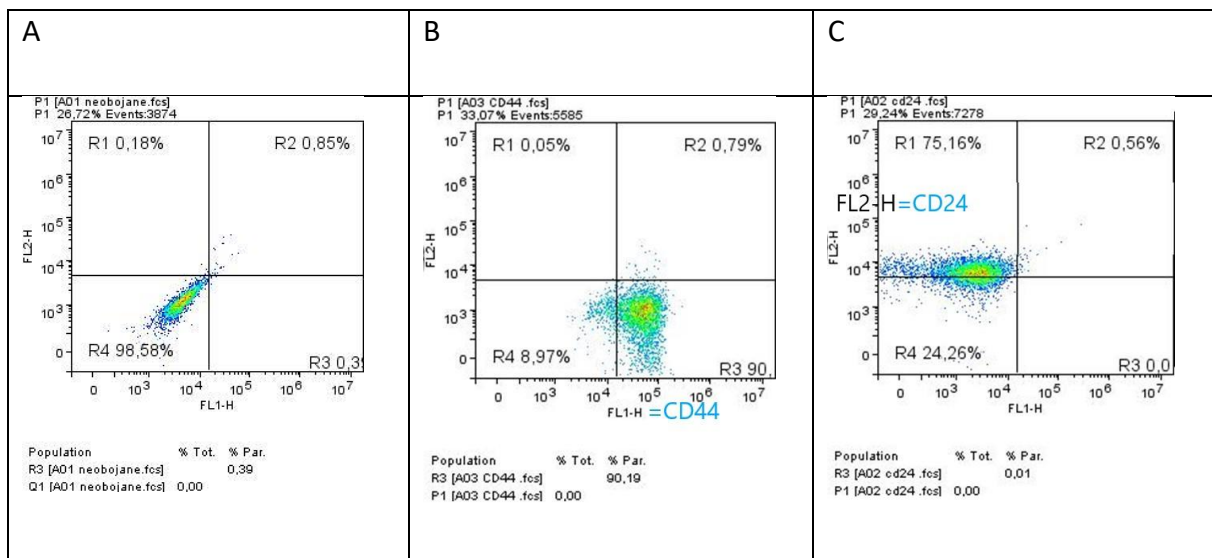 A
B
C
P1 [A01 neobojane.fcs]
P1 26,72% Events:3874
R1 0,18%
R2 0,85%
R4 98,58%
R3 0,39
10^7
10^6
10^5
10^4
10^3
0
FL2-H
0
10^3
10^4
10^5
10^6
10^7
FL1-H
Population % Tot. % Par.
R3 [A01 neobojane.fcs] 0,39
Q1 [A01 neobojane.fcs] 0,00
P1 [A03 CD44 .fcs]
P1 33,07% Events:5585
R1 0,05%
R2 0,79%
R4 8,97%
R3 90,
10^7
10^6
10^5
10^4
10^3
0
FL2-H
0
10^3
10^4
10^5
10^6
10^7
FL1-H =CD44
Population % Tot. % Par.
R3 [A03 CD44 .fcs] 90,19
P1 [A03 CD44 .fcs] 0,00
P1 [A02 cd24 .fcs]
P1 29,24% Events:7278
R1 75,16%
R2 0,56%
FL2-H=CD24
R4 24,26%
R3 0,0
10^7
10^6
10^5
10^4
10^3
0
FL2-H
0
10^3
10^4
10^5
10^6
10^7
FL1-H
Population % Tot. % Par.
R3 [A02 cd24 .fcs] 0,01
P1 [A02 cd24 .fcs] 0,00